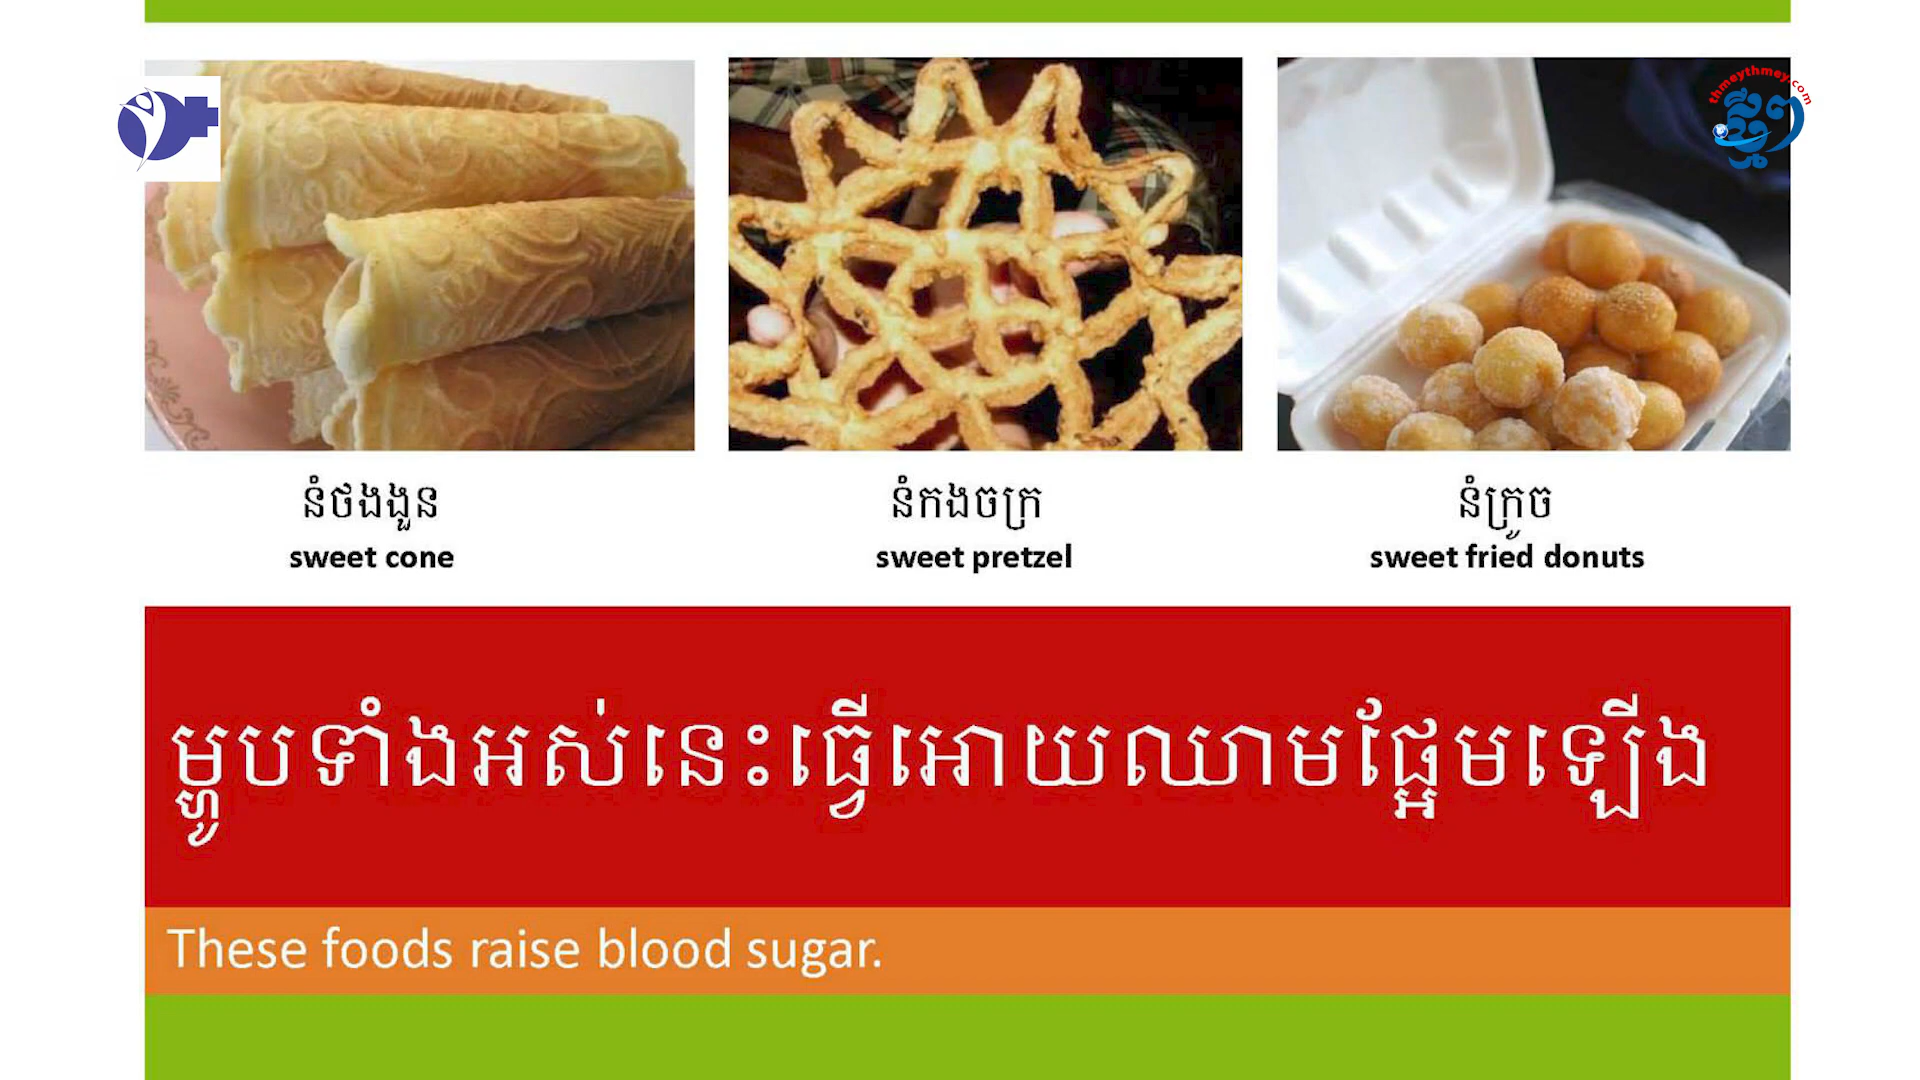 thmeythmey.com
នំថងងួន
sweet cone
នំកងចក្រ
sweet pretzel
នំក្រូច
sweet fried donuts
ម្ហូបទាំងអស់នេះធ្វើអោយឈាមផ្អែមឡើង
These foods raise blood sugar.